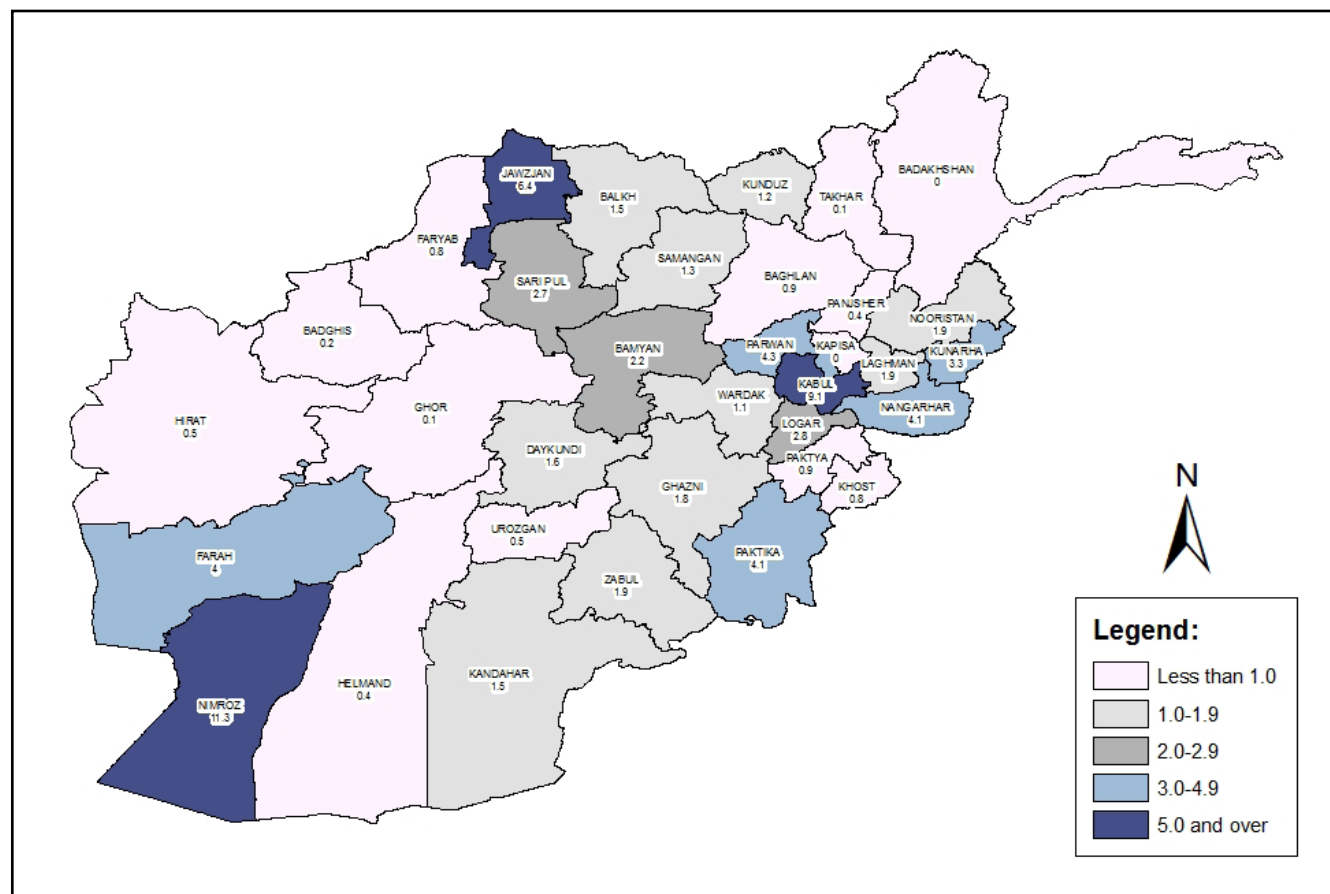 JAWZJAN
6.4
BALKH
1.5
KUNDUZ
1.2
TAKHAR
0.1
BADAKHSHAN
0
FARYAB
0.8
SAMANGAN
1.3
SARIPUL
2.7
BAGHLAN
0.9
PANJSHER
0.4
NOORISTAN
1.9
BADGHIS
0.2
BAMYAN
2.2
PARWAN
4.3
KAPISA
0
LAGHMAN
1.9
KUNARHA
3.3
HIRAT
0.5
GHOR
0.1
WARDAK
1.1
KABUL
9.1
NANGARHAR
4.1
LOGAR
2.8
DAYKUNDI
1.6
PAKTYA
0.9
GHAZNI
1.8
KHOST
0.8
UROZGAN
0.5
FARAH
4
PAKTIKA
4.1
ZABUL
1.9
KANDAHAR
1.5
HELMAND
0.4
NIMROZ
11.3
N
Legend:
Less than 1.0
1.0-1.9
2.0-2.9
3.0-4.9
5.0 and over